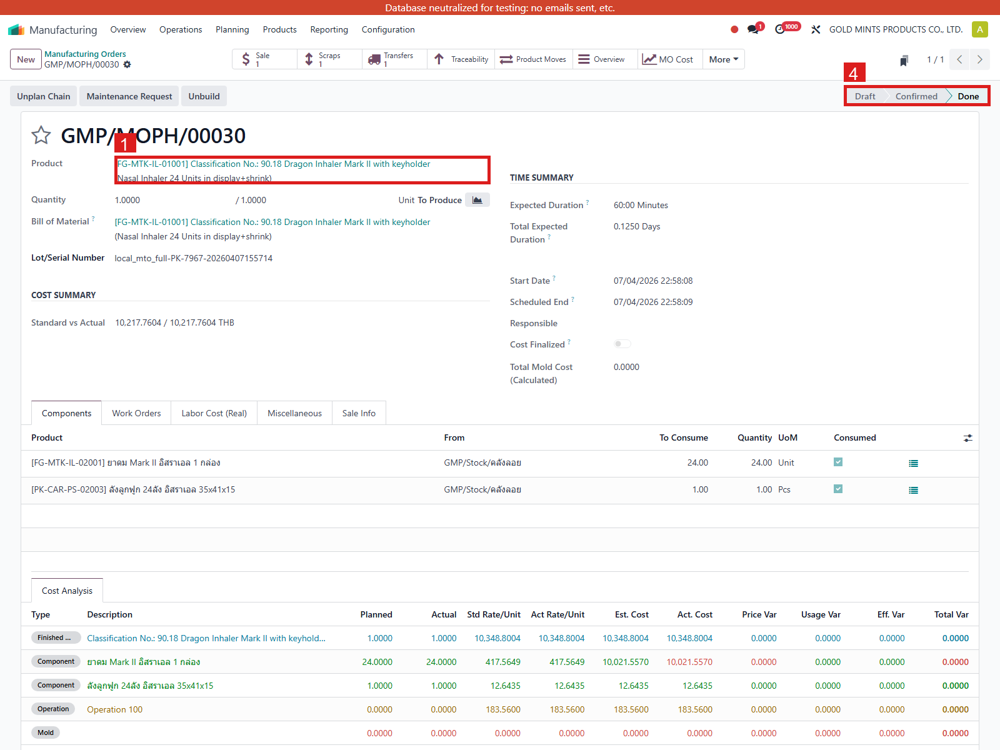 Database neutralized for testing: no emails sent, etc.
Manufacturing Overview Operations Planning Products Reporting Configuration 1 1000 GOLD MINTS PRODUCTS CO., LTD. A
New Manufacturing Orders
GMP/MOPH/00030
Sale 1 Scraps 1 Transfers 1 Traceability Product Moves Overview MO Cost More 1 / 1
4
Unplan Chain Maintenance Request Unbuild Draft Confirmed Done
GMP/MOPH/00030
1
Product [FG-MTK-IL-01001] Classification No.: 90.18 Dragon Inhaler Mark II with keyholder
Nasal Inhaler 24 Units in display+shrink)
Quantity 1.0000 / 1.0000 Unit To Produce
Bill of Material ? [FG-MTK-IL-01001] Classification No.: 90.18 Dragon Inhaler Mark II with keyholder
(Nasal Inhaler 24 Units in display+shrink)
Lot/Serial Number local_mto_full-PK-7967-20260407155714
COST SUMMARY
Standard vs Actual 10,217.7604 / 10,217.7604 THB
TIME SUMMARY
Expected Duration ? 60:00 Minutes
Total Expected Duration ? 0.1250 Days
Start Date ? 07/04/2026 22:58:08
Scheduled End ? 07/04/2026 22:58:09
Responsible
Cost Finalized ?
Total Mold Cost (Calculated) 0.0000
Components Work Orders Labor Cost (Real) Miscellaneous Sale Info
Product From To Consume Quantity UoM Consumed
[FG-MTK-IL-02001] ยาดม Mark II อิสราเอล 1 กล่อง GMP/Stock/คลังลอย 24.00 24.00 Unit
[PK-CAR-PS-02003] ลังลูกฟูก 24ลัง อิสราเอล 35x41x15 GMP/Stock/คลังลอย 1.00 1.00 Pcs
Cost Analysis
Type Description Planned Actual Std Rate/Unit Act Rate/Unit Est. Cost Act. Cost Price Var Usage Var Eff. Var Total Var
Finished ... Classification No.: 90.18 Dragon Inhaler Mark II with keyhold... 1.0000 1.0000 10,348.8004 10,348.8004 10,348.8004 10,348.8004 0.0000 0.0000 0.0000 0.0000
Component ยาดม Mark II อิสราเอล 1 กล่อง 24.0000 24.0000 417.5649 417.5649 10,021.5570 10,021.5570 0.0000 0.0000 0.0000 0.0000
Component ลังลูกฟูก 24ลัง อิสราเอล 35x41x15 1.0000 1.0000 12.6435 12.6435 12.6435 12.6435 0.0000 0.0000 0.0000 0.0000
Operation Operation 100 0.0000 0.0000 183.5600 183.5600 183.5600 183.5600 0.0000 0.0000 0.0000 0.0000
Mold 0.0000 0.0000 0.0000 0.0000 0.0000 0.0000 0.0000 0.0000 0.0000 0.0000